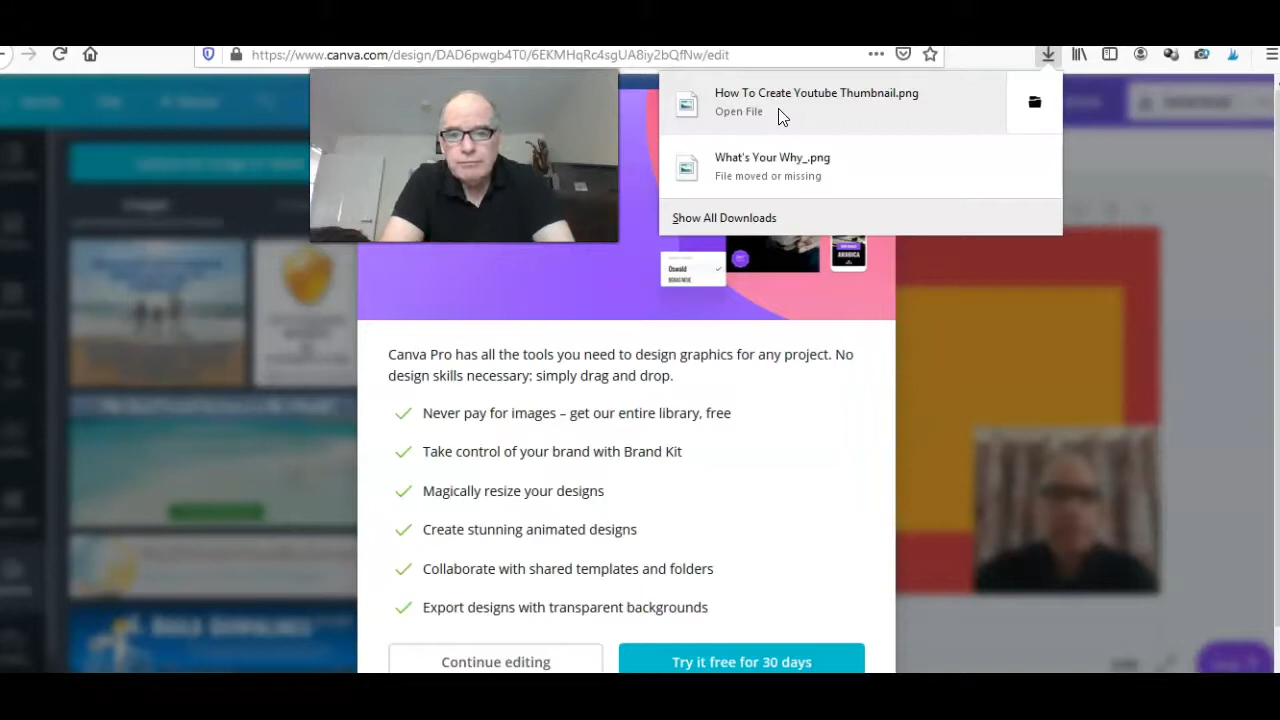 https://www.canva.com/design/DAD6pwgb4T0/6EKMHqRc4sgUA8iy2bQfNw/edit
How To Create Youtube Thumbnail.png
Open File
What's Your Why_.png
File moved or missing
Show All Downloads
Oswald
ARABICA
Canva Pro has all the tools you need to design graphics for any project. No
design skills necessary: simply drag and drop.
Never pay for images – get our entire library, free
Take control of your brand with Brand Kit
Magically resize your designs
Create stunning animated designs
Collaborate with shared templates and folders
Export designs with transparent backgrounds
Continue editing
Try it free for 30 days